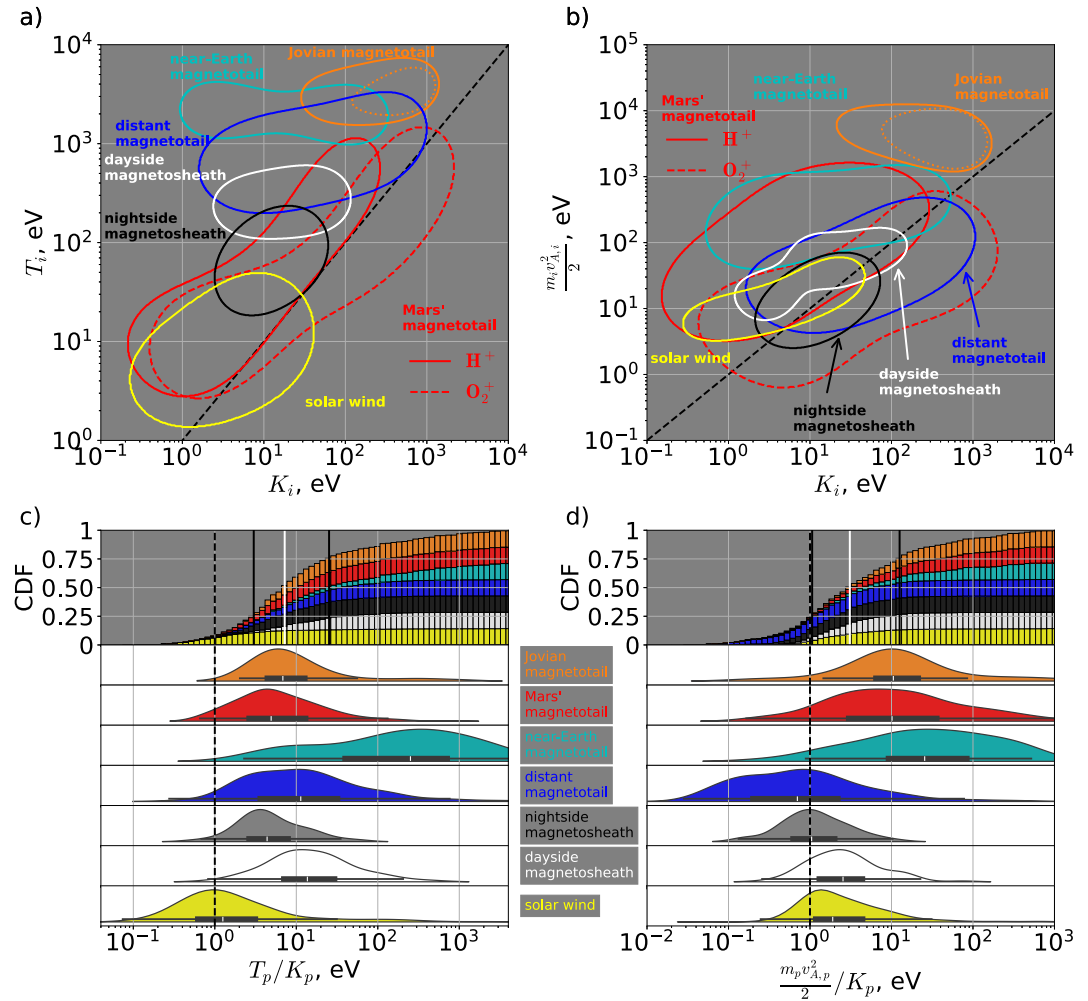 a)
b)
10^4
10^3
10^2
10^1
10^0
T_i, eV
10^-1
10^0
10^1
10^2
10^3
10^4
K_i, eV
near-Earth
magnetotail
Jovian magnetotail
distant
magnetotail
dayside
magnetosheath
nightside
magnetosheath
Mars'
magnetotail
H^+
O_2^+
solar wind
10^5
10^4
10^3
10^2
10^1
10^0
10^-1
m_i v_{A,i}^2 / 2, eV
10^-1
10^0
10^1
10^2
10^3
10^4
K_i, eV
near-Earth
magnetotail
Jovian
magnetotail
Mars'
magnetotail
H^+
O_2^+
solar wind
distant
magnetotail
dayside
magnetosheath
nightside
magnetosheath
c)
d)
1
0.75
0.50
0.25
0
CDF
1
0.75
0.50
0.25
0
CDF
Jovian
magnetotail
Mars'
magnetotail
near-Earth
magnetotail
distant
magnetotail
nightside
magnetosheath
dayside
magnetosheath
solar wind
10^-1
10^0
10^1
10^2
10^3
T_p/K_p, eV
10^-2
10^-1
10^0
10^1
10^2
10^3
m_p v_{A,p}^2 / 2 /K_p, eV